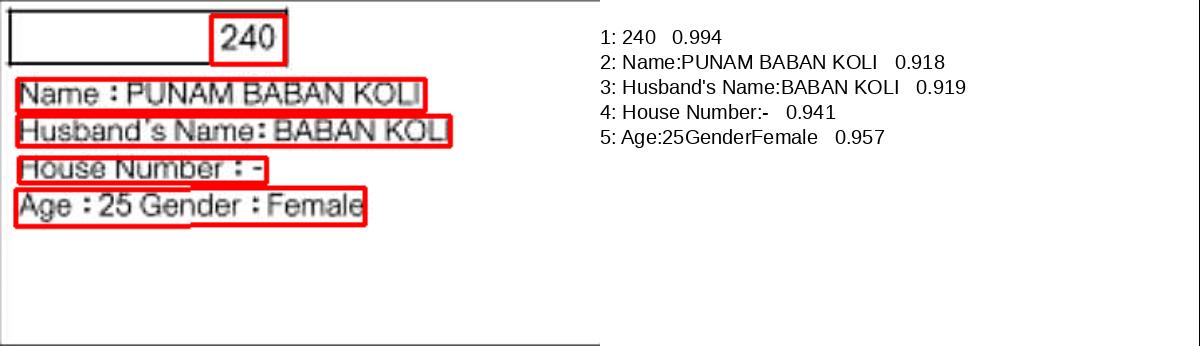 240
Name : PUNAM BABAN KOLI
Husband's Name: BABAN KOLI
House Number : -
Age : 25 Gender : Female
1: 240 0.994
2: Name:PUNAM BABAN KOLI 0.918
3: Husband's Name:BABAN KOLI 0.919
4: House Number:- 0.941
5: Age:25GenderFemale 0.957